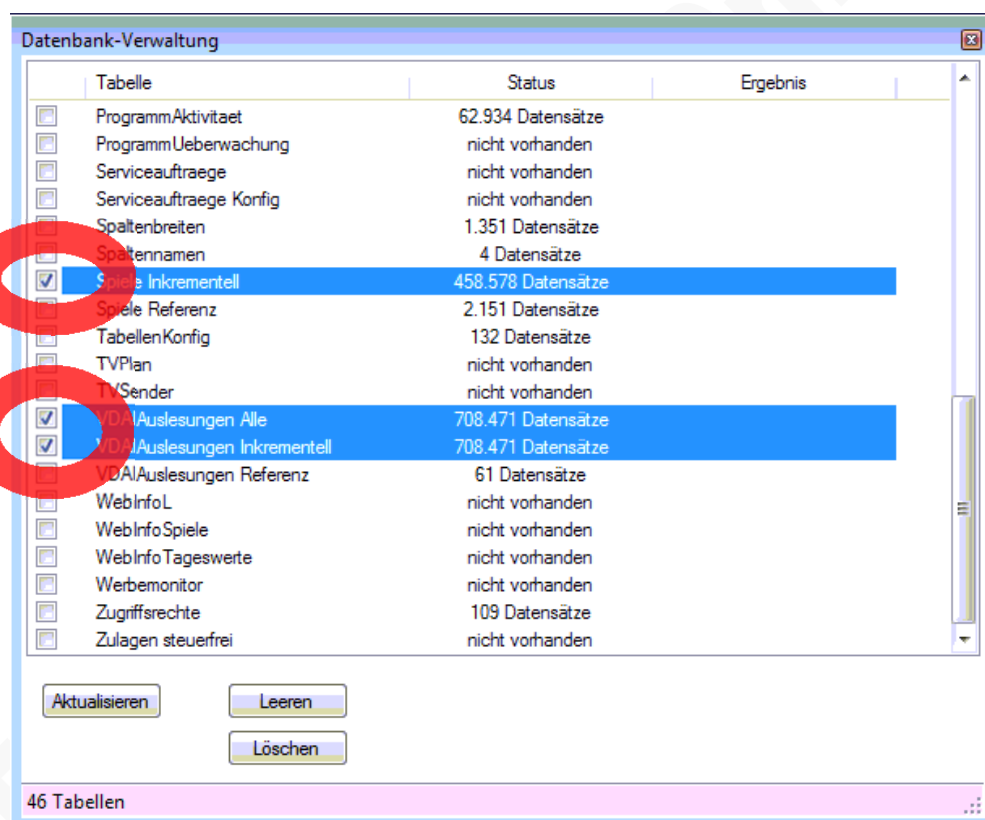 Datenbank-Verwaltung
Tabelle Status Ergebnis
ProgrammAktivitaet 62.934 Datensätze
ProgrammUeberwachung nicht vorhanden
Serviceauftraege nicht vorhanden
Serviceauftraege Konfig nicht vorhanden
Spaltenbreiten 1.351 Datensätze
Spaltennamen 4 Datensätze
Spiele Inkrementell 458.578 Datensätze
Spiele Referenz 2.151 Datensätze
TabellenKonfig 132 Datensätze
TVPlan nicht vorhanden
TVSender nicht vorhanden
VDAIAuslesungen Alle 708.471 Datensätze
VDAIAuslesungen Inkrementell 708.471 Datensätze
VDAIAuslesungen Referenz 61 Datensätze
WebInfoL nicht vorhanden
WebInfoSpiele nicht vorhanden
WebInfoTageswerte nicht vorhanden
Werbemonitor nicht vorhanden
Zugriffsrechte 109 Datensätze
Zulagen steuerfrei nicht vorhanden
Aktualisieren Leeren
Löschen
46 Tabellen